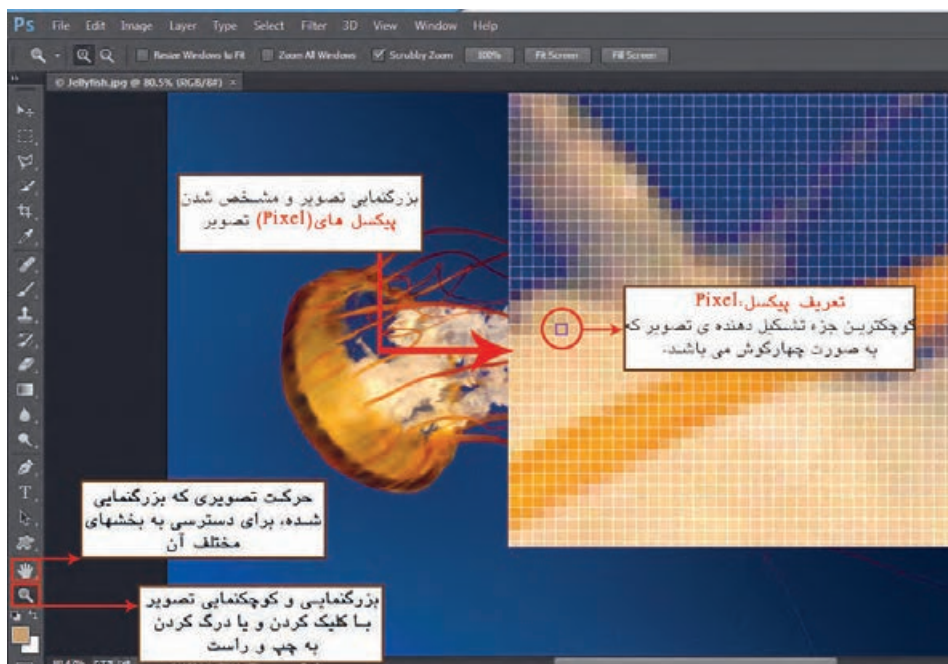 Ps File Edit Image Layer Type Select Filter 3D View Window Help
Resize Windows to Fit Zoom All Windows Scrubby Zoom 100% Fit Screen Fill Screen
© Jellyfish.jpg @ 80.5% (RGB/8#) ×
بزرگنمایی تصویر و مشخص شدن
پیکسل های(Pixel) تصویر
تعریف پیکسل:Pixel
کوچکترین جزء تشکیل دهنده ی تصویر که
به صورت چهارگوش می باشد.
حرکت تصویری که بزرگنمایی
شده، برای دسترسی به بخشهای
مختلف آن
بزرگنمایی و کوچکنمایی تصویر
با کلیک کردن و یا درگ کردن
به چپ و راست